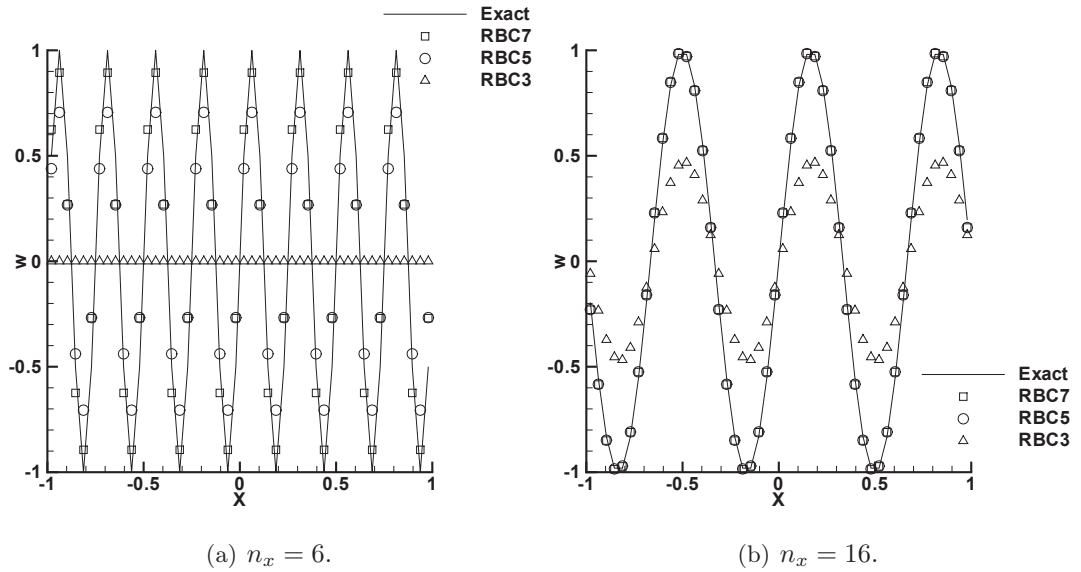 Exact
RBC7
RBC5
RBC3
1
0.5
0
-0.5
-1
w
-1
-0.5
0
0.5
1
X
(a) n_x = 6.
1
0.5
0
-0.5
-1
w
-1
-0.5
0
0.5
1
X
Exact
RBC7
RBC5
RBC3
(b) n_x = 16.